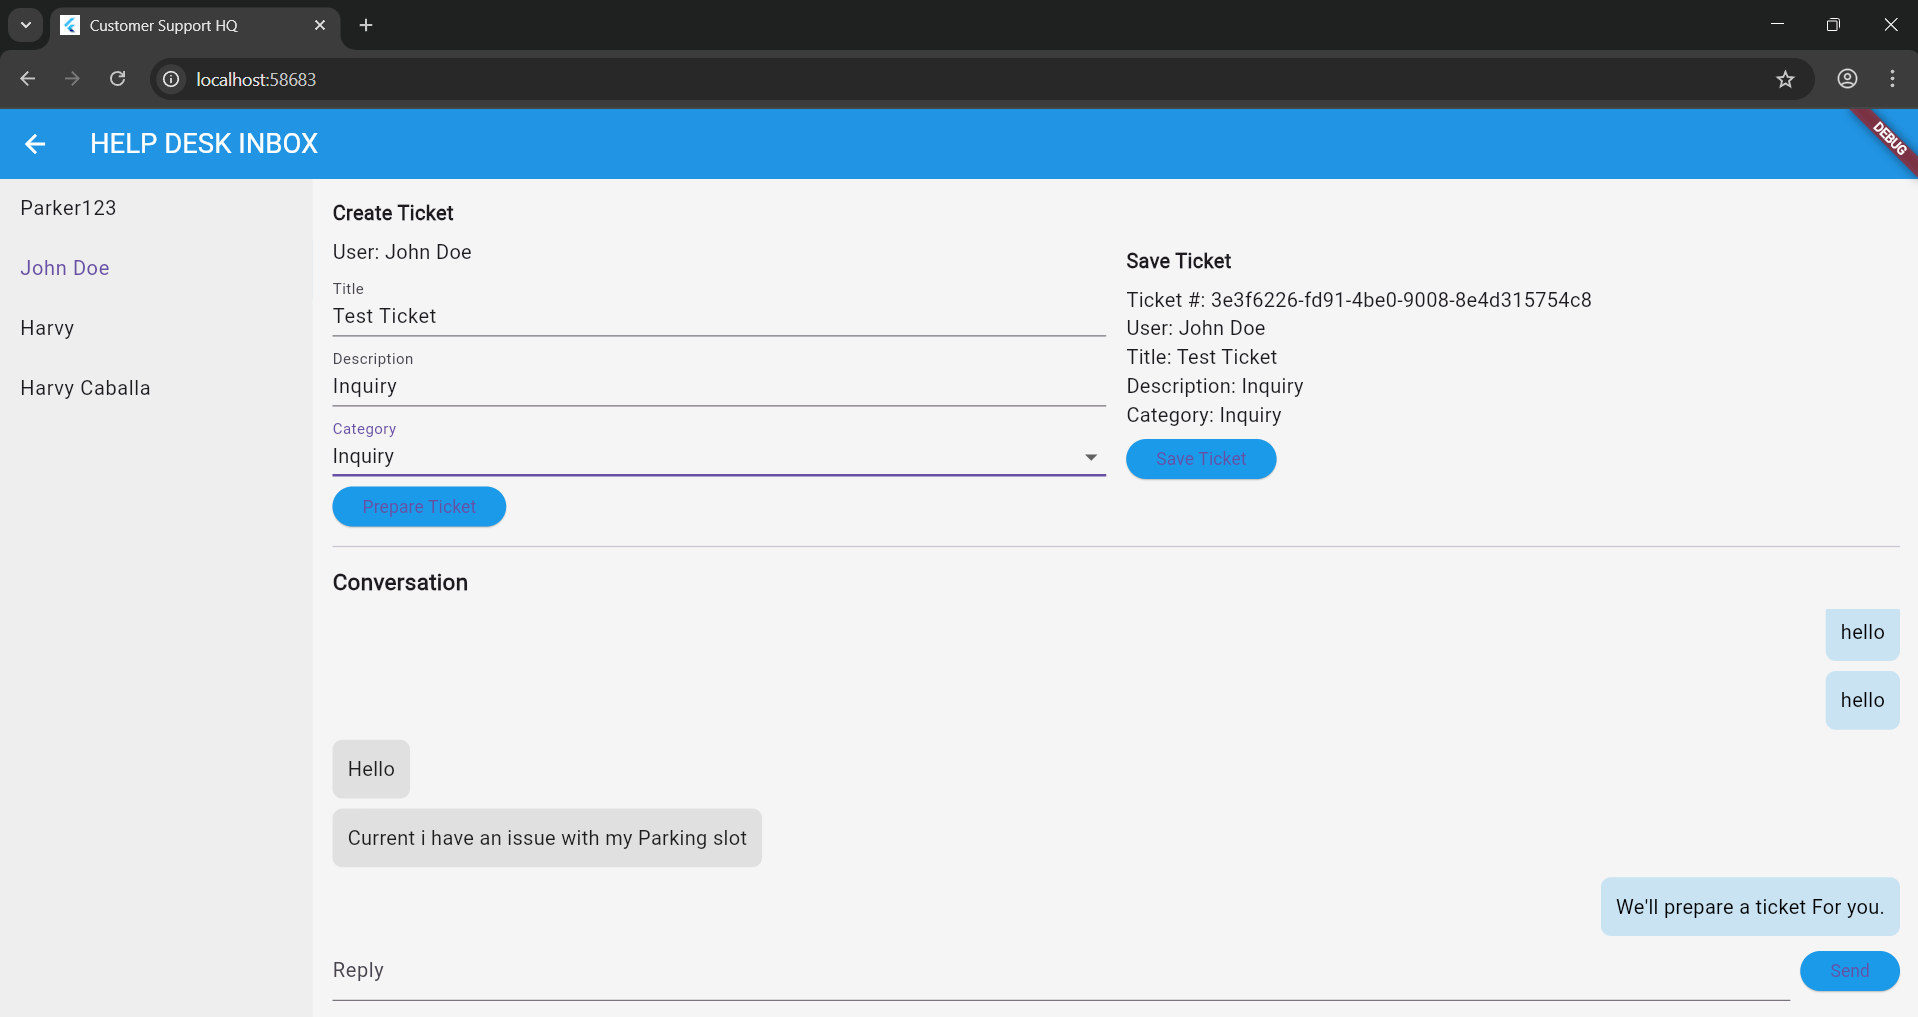 Customer Support HQ
localhost:58683
HELP DESK INBOX
DEBUG
Parker123
John Doe
Harvy
Harvy Caballa
Create Ticket
User: John Doe
Title
Test Ticket
Description
Inquiry
Category
Inquiry
Prepare Ticket
Save Ticket
Ticket #: 3e3f6226-fd91-4be0-9008-8e4d315754c8
User: John Doe
Title: Test Ticket
Description: Inquiry
Category: Inquiry
Save Ticket
Conversation
hello
hello
Hello
Current i have an issue with my Parking slot
We'll prepare a ticket For you.
Reply
Send